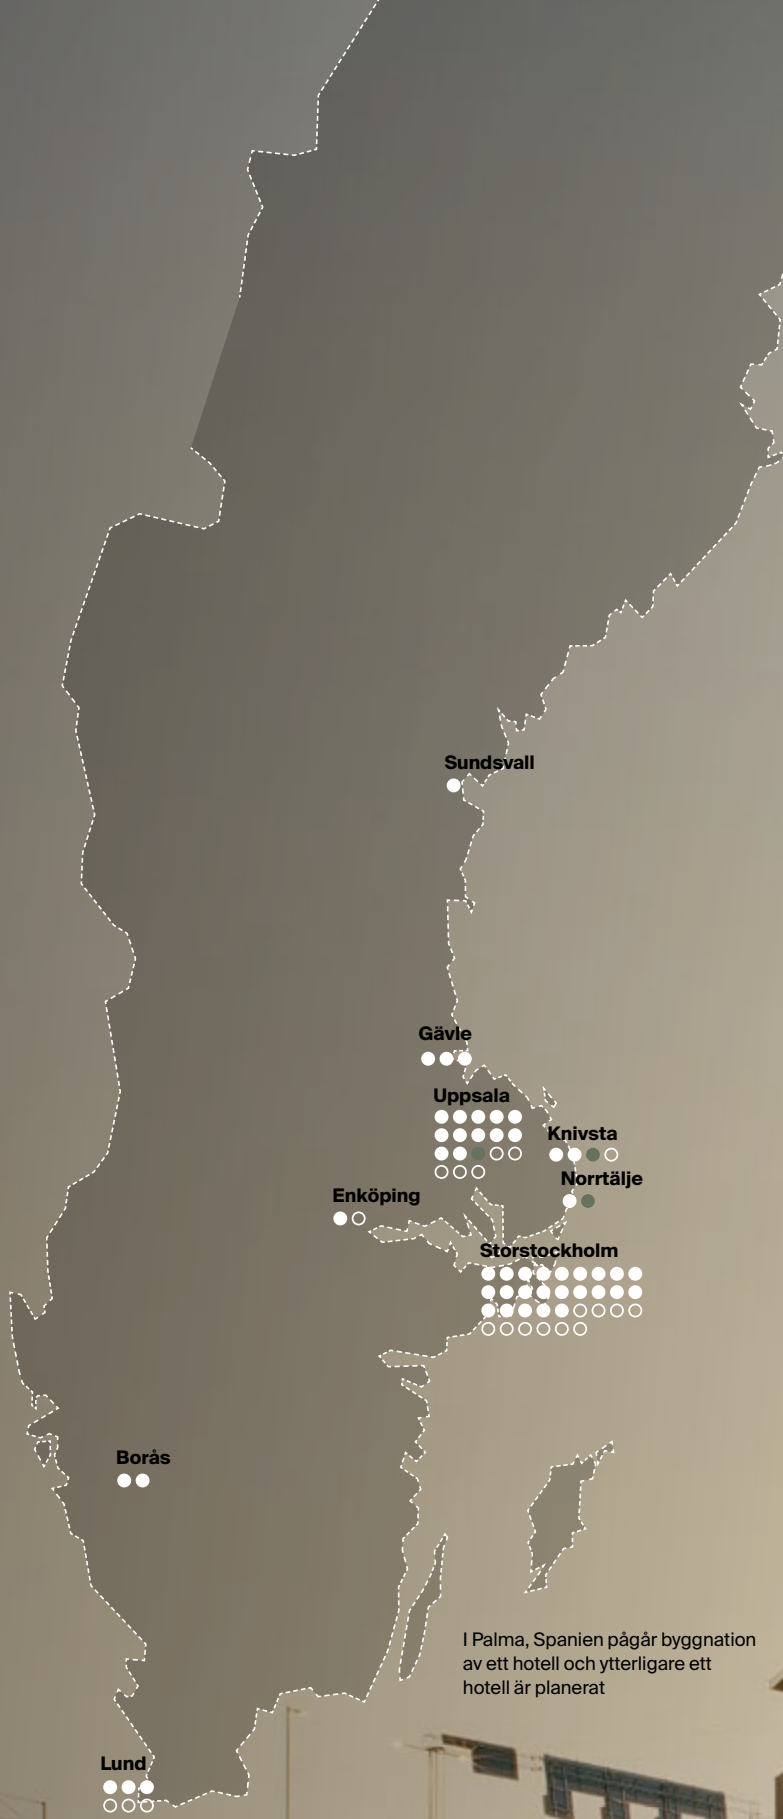 Sundsvall
Gävle
Uppsala
Knivsta
Norrtälje
Enköping
Storstockholm
Borås
I Palma, Spanien pågår byggnation
av ett hotell och ytterligare ett
hotell är planerat
Lund